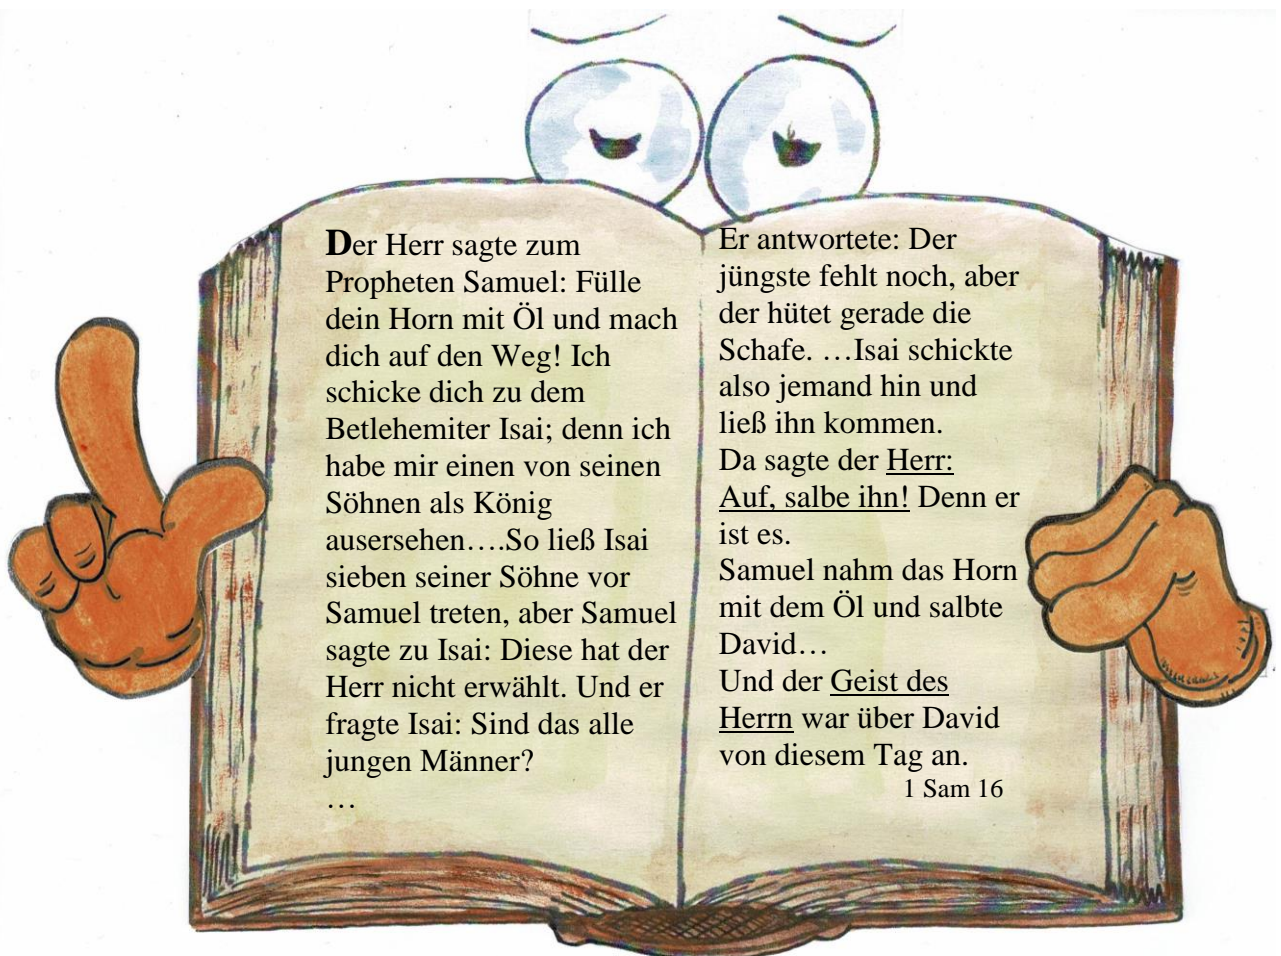 Der Herr sagte zum
Propheten Samuel: Fülle
dein Horn mit Öl und mach
dich auf den Weg! Ich
schicke dich zu dem
Betlehemiter Isai; denn ich
habe mir einen von seinen
Söhnen als König
ausersehen….So ließ Isai
sieben seiner Söhne vor
Samuel treten, aber Samuel
sagte zu Isai: Diese hat der
Herr nicht erwählt. Und er
fragte Isai: Sind das alle
jungen Männer?
…
Er antwortete: Der
jüngste fehlt noch, aber
der hütet gerade die
Schafe. …Isai schickte
also jemand hin und
ließ ihn kommen.
Da sagte der Herr:
Auf, salbe ihn! Denn er
ist es.
Samuel nahm das Horn
mit dem Öl und salbte
David…
Und der Geist des
Herrn war über David
von diesem Tag an.
1 Sam 16